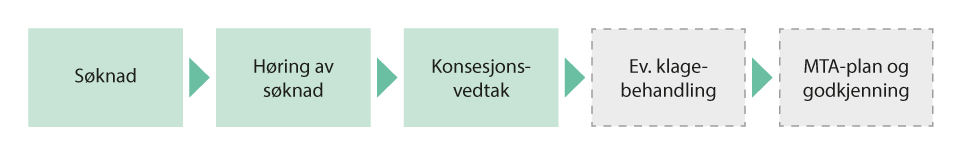 Søknad
Høring av
søknad
Konsesjons-
vedtak
Ev. klage-
behandling
MTA-plan og
godkjenning